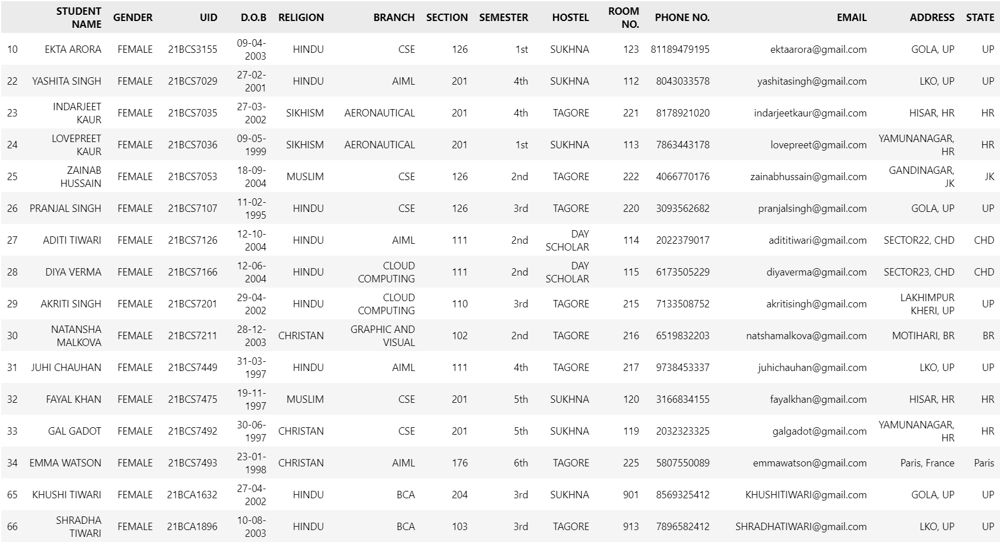 STUDENT NAME GENDER UID D.O.B RELIGION BRANCH SECTION SEMESTER HOSTEL ROOM NO. PHONE NO. EMAIL ADDRESS STATE
10 EKTA ARORA FEMALE 21BCS3155 09-04-2003 HINDU CSE 126 1st SUKHNA 123 81189479195 ektaarora@gmail.com GOLA, UP UP
22 YASHITA SINGH FEMALE 21BCS7029 27-02-2001 HINDU AIML 201 4th SUKHNA 112 8043033578 yashitasingh@gmail.com LKO, UP UP
23 INDARJEET KAUR FEMALE 21BCS7035 27-03-2002 SIKHISM AERONAUTICAL 201 4th TAGORE 221 8178921020 indarjeetkaur@gmail.com HISAR, HR HR
24 LOVEPREET KAUR FEMALE 21BCS7036 09-05-1999 SIKHISM AERONAUTICAL 201 1st SUKHNA 113 7863443178 lovepreet@gmail.com YAMUNANAGAR, HR HR
25 ZAINAB HUSSAIN FEMALE 21BCS7053 18-09-2004 MUSLIM CSE 126 2nd TAGORE 222 4066770176 zainabhussain@gmail.com GANDINAGAR, JK JK
26 PRANJAL SINGH FEMALE 21BCS7107 11-02-1995 HINDU CSE 126 3rd TAGORE 220 3093562682 pranjalsingh@gmail.com GOLA, UP UP
27 ADITI TIWARI FEMALE 21BCS7126 12-10-2004 HINDU AIML 111 2nd DAY SCHOLAR 114 2022379017 adititiwari@gmail.com SECTOR22, CHD CHD
28 DIYA VERMA FEMALE 21BCS7166 12-06-2004 HINDU CLOUD COMPUTING 111 2nd DAY SCHOLAR 115 6173505229 diyaverma@gmail.com SECTOR23, CHD CHD
29 AKRITI SINGH FEMALE 21BCS7201 29-04-2002 HINDU CLOUD COMPUTING 110 3rd TAGORE 215 7133508752 akritisingh@gmail.com LAKHIMPUR KHERI, UP UP
30 NATANSHA MALKOVA FEMALE 21BCS7211 28-12-2003 CHRISTAN GRAPHIC AND VISUAL 102 2nd TAGORE 216 6519832203 natshamalkova@gmail.com MOTIHARI, BR BR
31 JUHI CHAUHAN FEMALE 21BCS7449 31-03-1997 HINDU AIML 111 4th TAGORE 217 9738453337 juhichauhan@gmail.com LKO, UP UP
32 FAYAL KHAN FEMALE 21BCS7475 19-11-1997 MUSLIM CSE 201 5th SUKHNA 120 3166834155 fayalkhan@gmail.com HISAR, HR HR
33 GAL GADOT FEMALE 21BCS7492 30-06-1997 CHRISTAN CSE 201 5th SUKHNA 119 2032323325 galgadot@gmail.com YAMUNANAGAR, HR HR
34 EMMA WATSON FEMALE 21BCS7493 23-01-1998 CHRISTAN AIML 176 6th TAGORE 225 5807550089 emmawatson@gmail.com Paris, France Paris
65 KHUSHI TIWARI FEMALE 21BCA1632 27-04-2002 HINDU BCA 204 3rd SUKHNA 901 8569325412 KHUSHITIWARI@gmail.com GOLA, UP UP
66 SHRADHA TIWARI FEMALE 21BCA1896 10-08-2003 HINDU BCA 103 3rd TAGORE 913 7896582412 SHRADHATIWARI@gmail.com LKO, UP UP